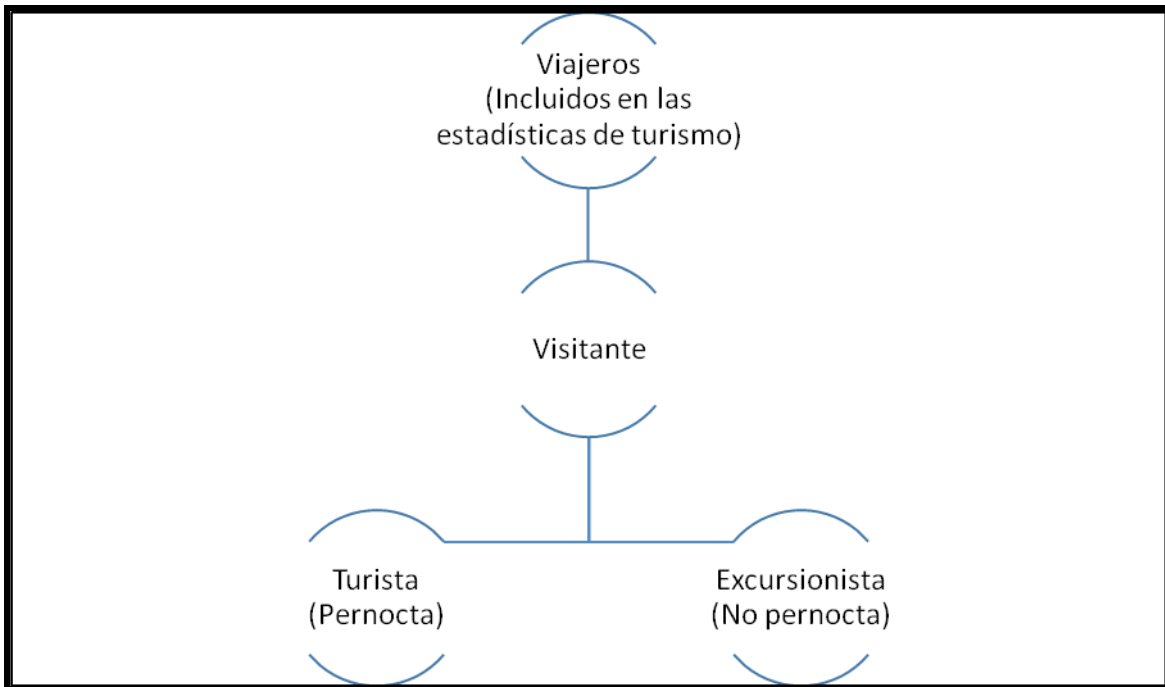 Viajeros
(Incluidos en las
estadísticas de turismo)
Visitante
Turista
(Pernocta)
Excursionista
(No pernocta)